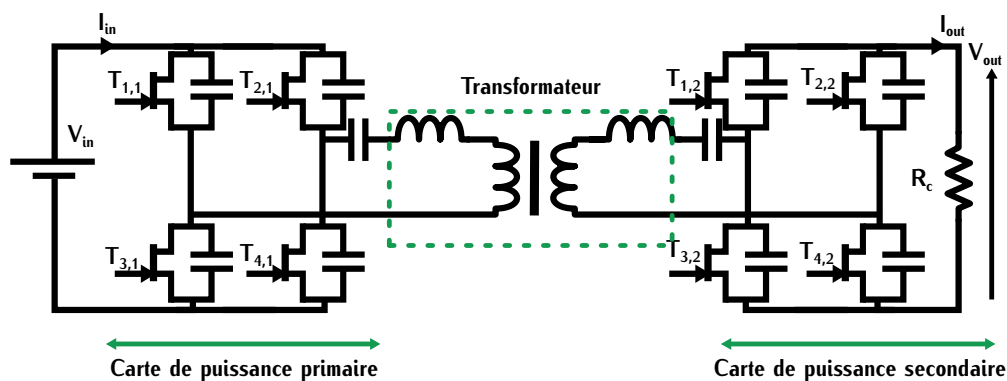 I_in
I_out
V_out
T_1,1
T_2,1
Transformateur
T_1,2
T_2,2
V_in
R_c
T_3,1
T_4,1
T_3,2
T_4,2
Carte de puissance primaire
Carte de puissance secondaire